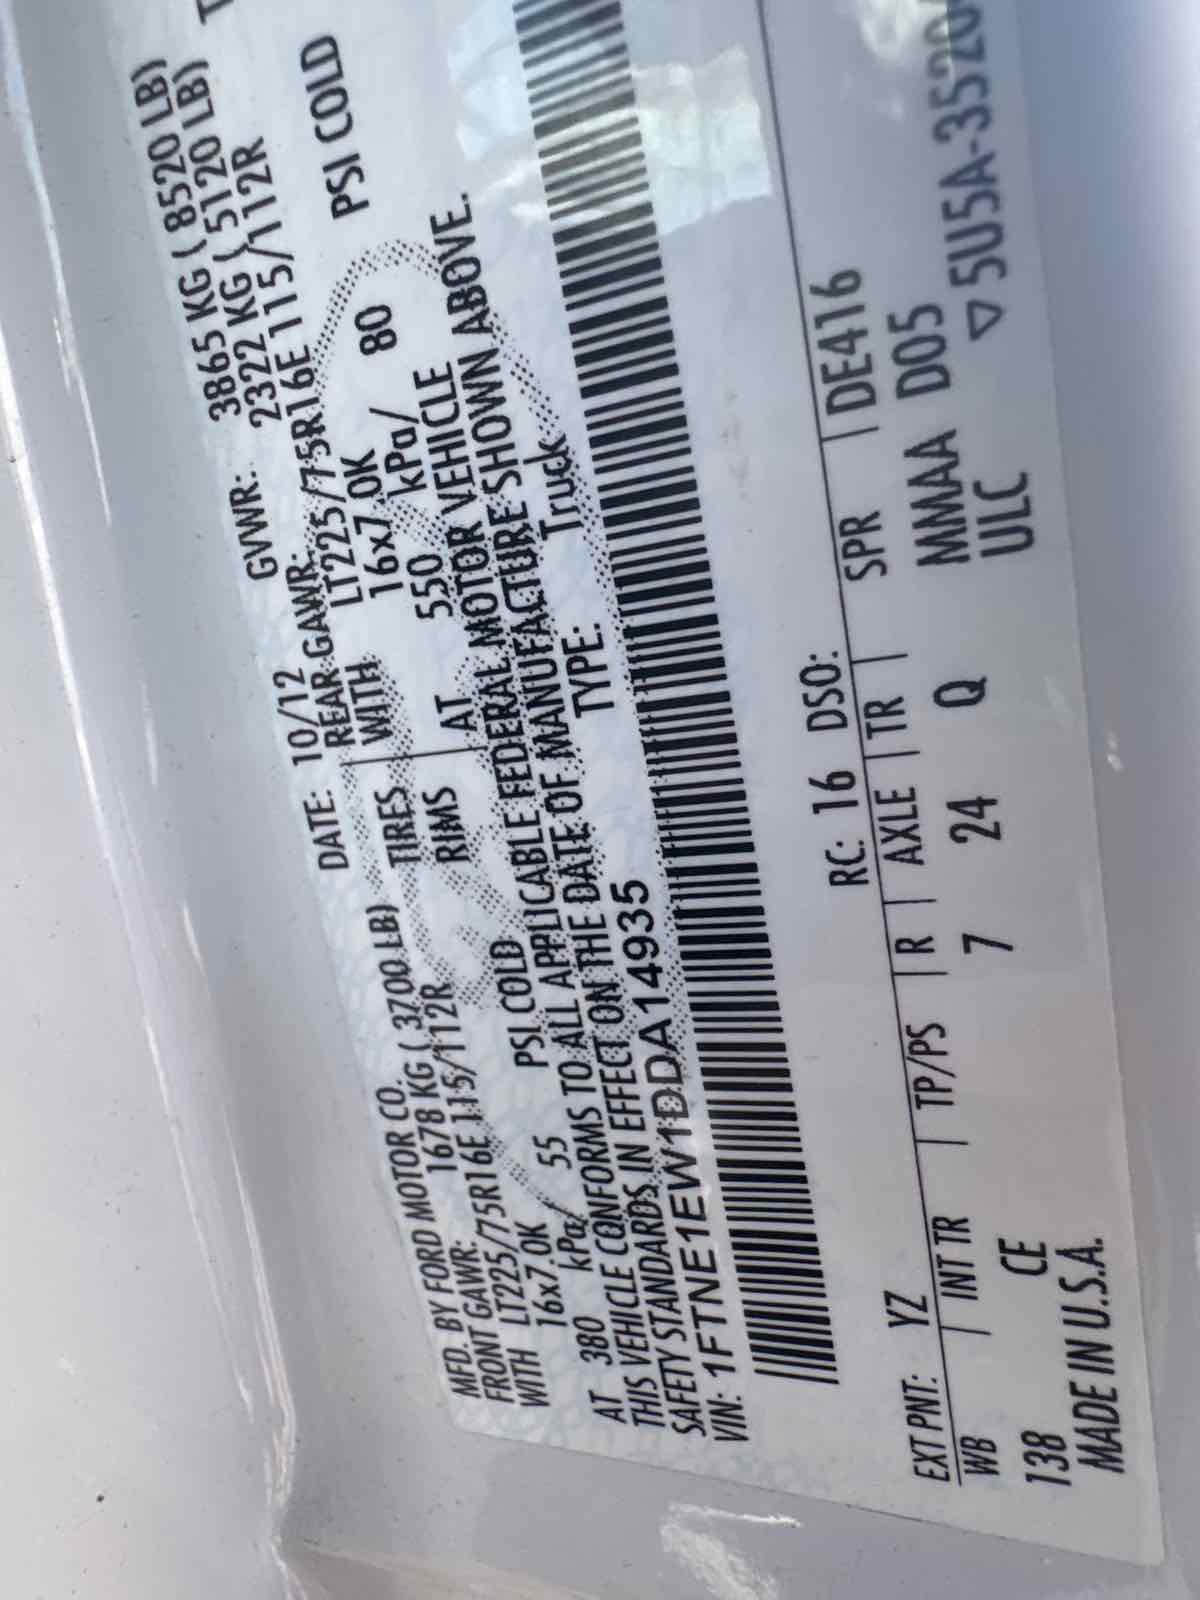 MFD. BY FORD MOTOR CO.
DATE: 10/12 GVWR: 3865 KG ( 8520 LB)
FRONT GAWR: 1678 KG ( 3700 LB) REAR GAWR: 2322 KG ( 5120 LB)
WITH LT225/75R16E 115/112R TIRES WITH LT225/75R16E 115/112R
16x7.0K RIMS 16x7.0K
AT 380 kPa/ 55 PSI COLD AT 550 kPa/ 80 PSI COLD
THIS VEHICLE CONFORMS TO ALL APPLICABLE FEDERAL MOTOR VEHICLE
SAFETY STANDARDS IN EFFECT ON THE DATE OF MANUFACTURE SHOWN ABOVE.
VIN: 1FTNE1EW1DDA14935 TYPE: Truck
EXT PNT: YZ RC: 16 DSO:
WB | INT TR | TP/PS | R | AXLE | TR | SPR | DE416
138 CE 7 24 Q MMAA D05
MADE IN U.S.A. ULC ▽5U5A-3520